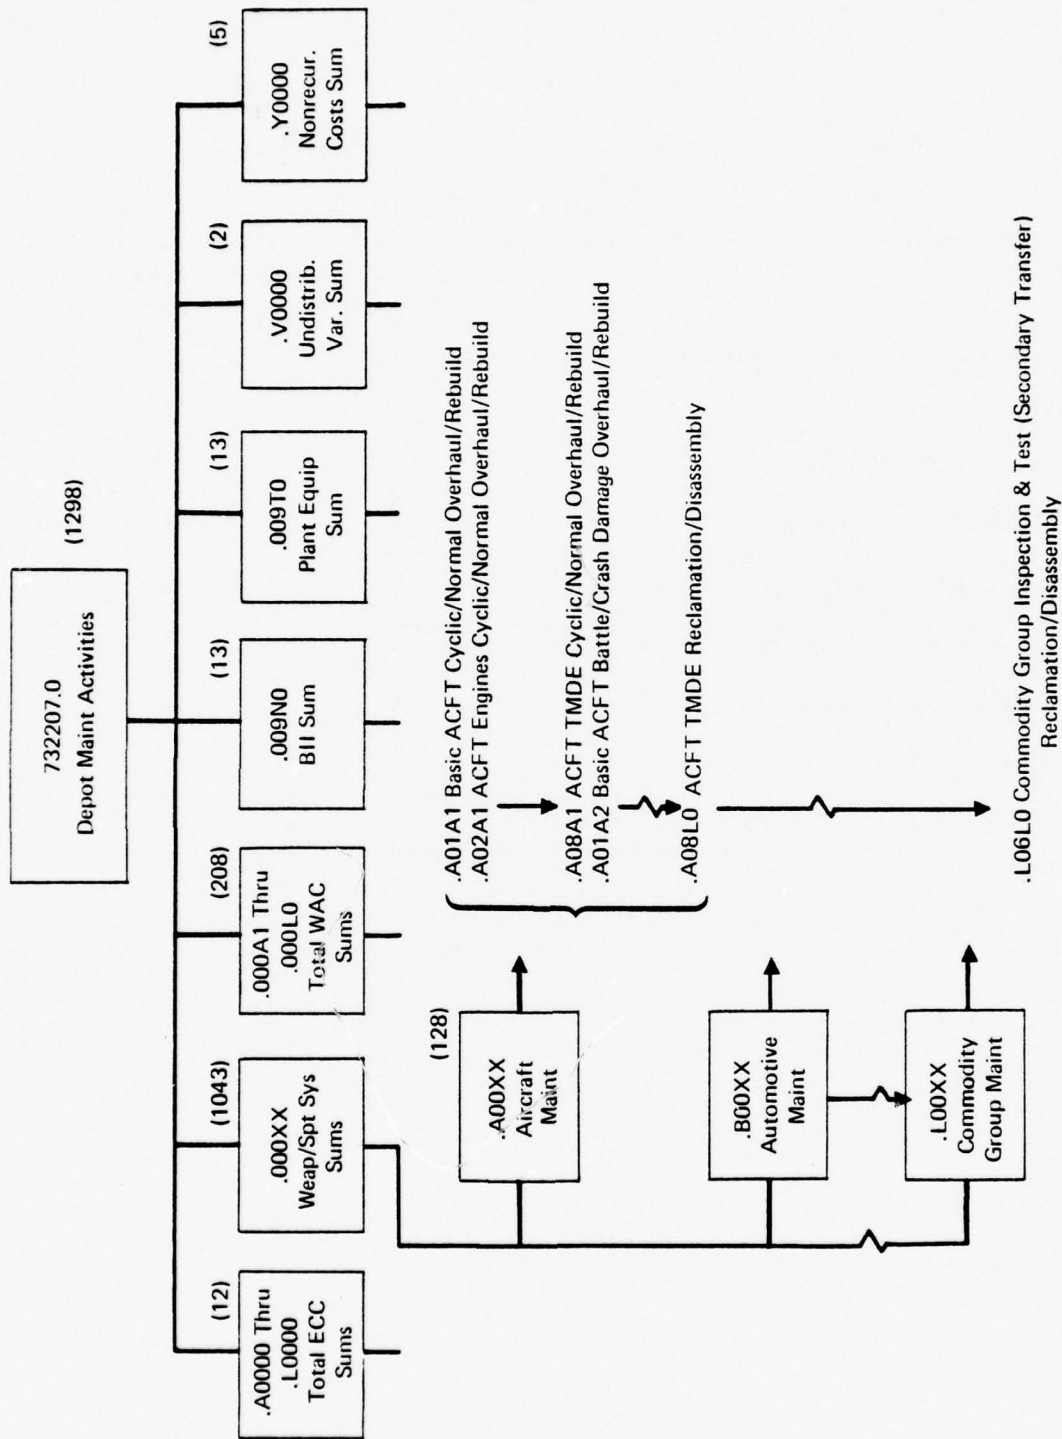 732207.0
Depot Maint Activities
(1298)
(12)
.A0000 Thru
.L0000
Total ECC
Sums
(1043)
.000XX
Weap/Spt Sys
Sums
(208)
.000A1 Thru
.000L0
Total WAC
Sums
(13)
.009N0
BII Sum
(13)
.009T0
Plant Equip
Sum
(2)
.V0000
Undistrib.
Var. Sum
(5)
.Y0000
Nonrecur.
Costs Sum
(128)
.A00XX
Aircraft
Maint
.A01A1 Basic ACFT Cyclic/Normal Overhaul/Rebuild
.A02A1 ACFT Engines Cyclic/Normal Overhaul/Rebuild
.A08A1 ACFT TMDE Cyclic/Normal Overhaul/Rebuild
.A01A2 Basic ACFT Battle/Crash Damage Overhaul/Rebuild
.A08L0 ACFT TMDE Reclamation/Disassembly
.B00XX
Automotive
Maint
.L00XX
Commodity
Group Maint
.L06L0 Commodity Group Inspection & Test (Secondary Transfer)
Reclamation/Disassembly